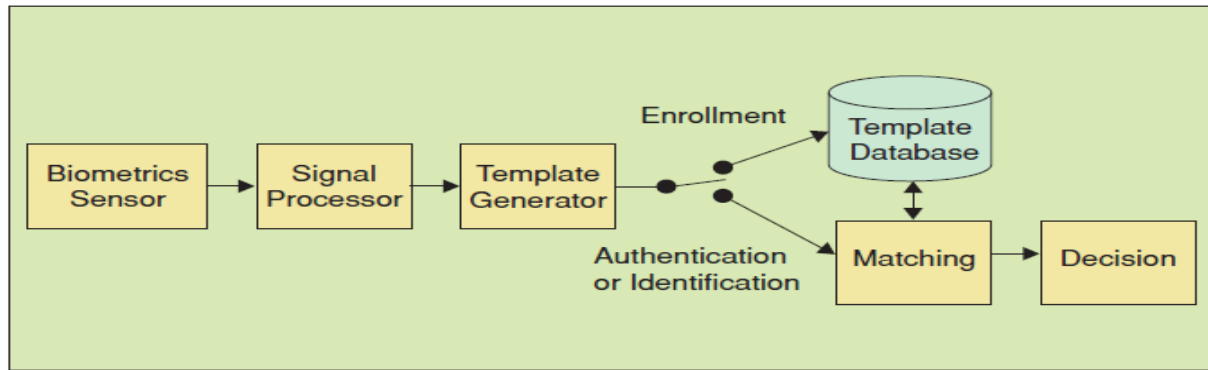 Biometrics
Sensor
Signal
Processor
Template
Generator
Enrollment
Template
Database
Authentication
or Identification
Matching
Decision